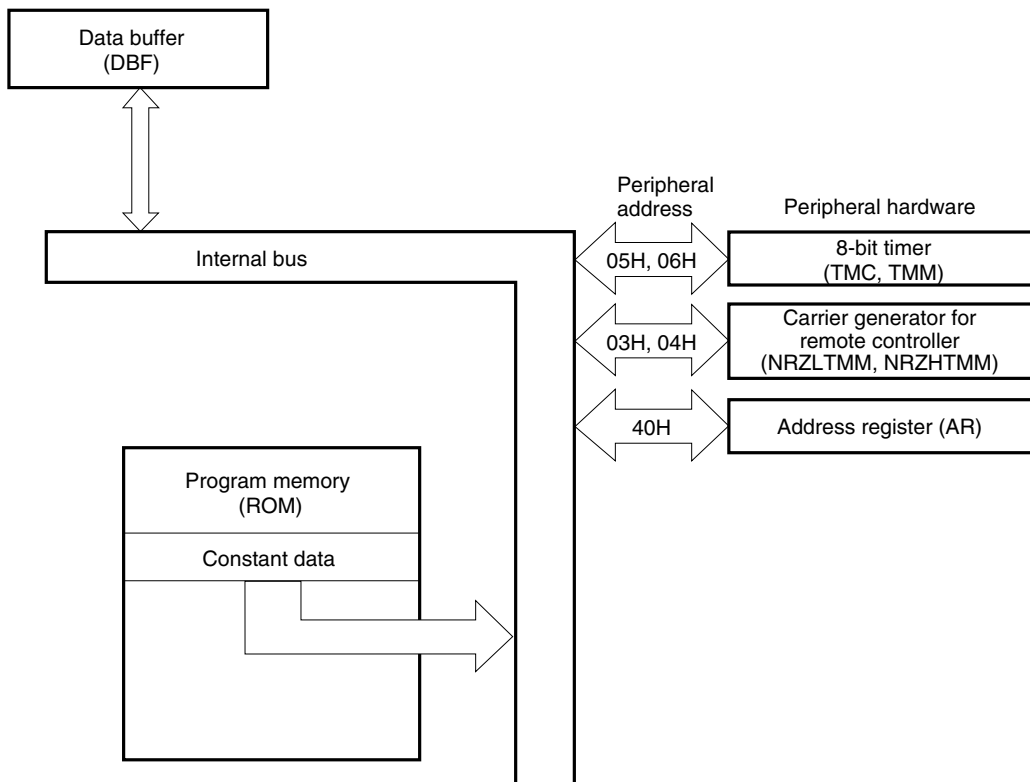 Data buffer
(DBF)
Internal bus
Peripheral
address
Peripheral hardware
05H, 06H
8-bit timer
(TMC, TMM)
03H, 04H
Carrier generator for
remote controller
(NRZLTMM, NRZHTMM)
40H
Address register (AR)
Program memory
(ROM)
Constant data